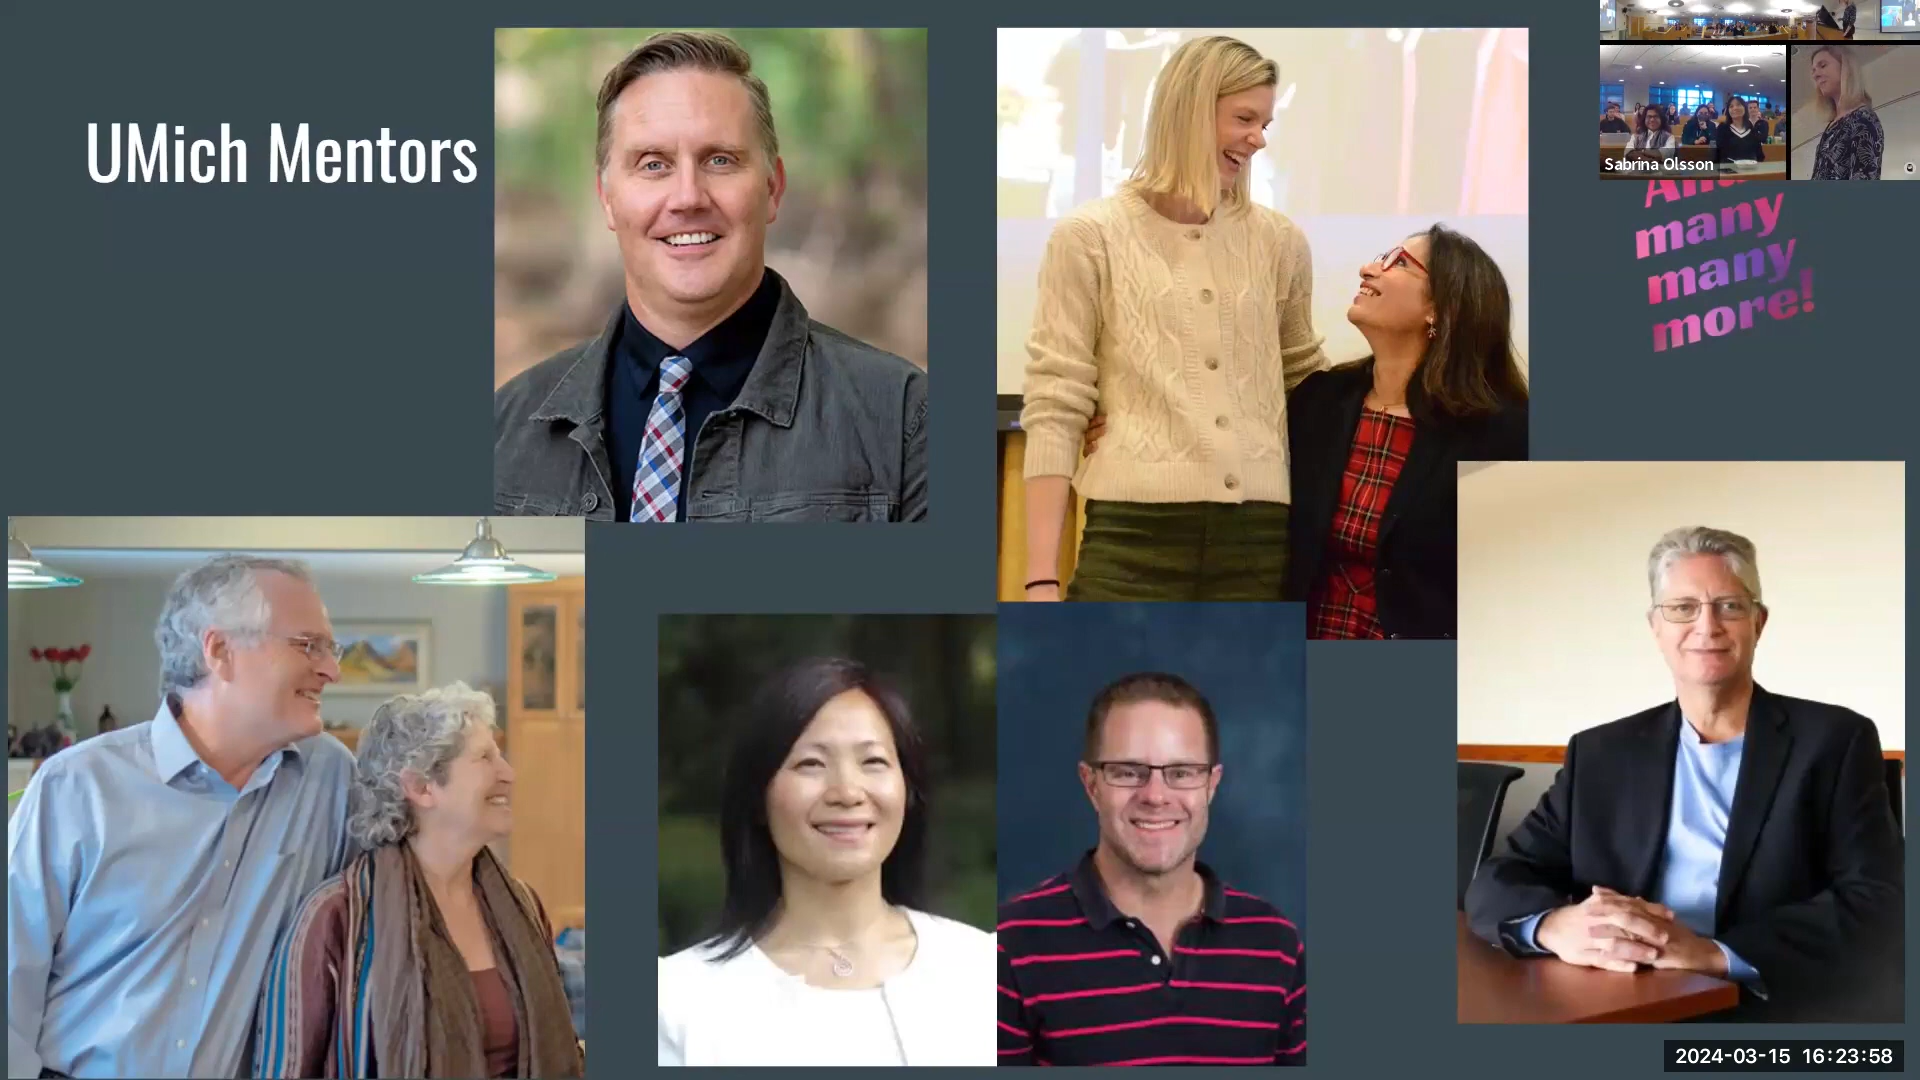 UMich Mentors
Sabrina Olsson
many
many
more!
2024-03-15 16:23:58